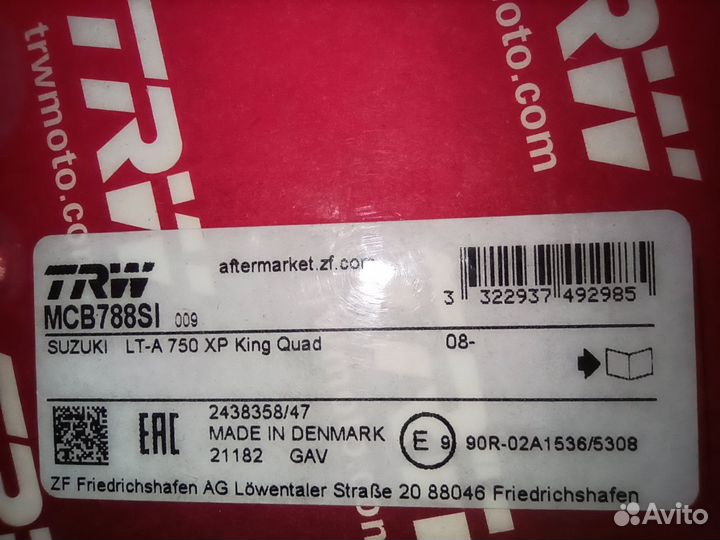 TRW
trwmoto.com
TRW
trwmoto.com
TRW
aftermarket.zf.com
3 322937 492985
MCB788SI 009
SUZUKI LT-A 750 XP King Quad 08-
EAC
2438358/47
MADE IN DENMARK
21182 GAV
E 9 90R-02A1536/5308
ZF Friedrichshafen AG Löwentaler Straße 20 88046 Friedrichshafen
Avito